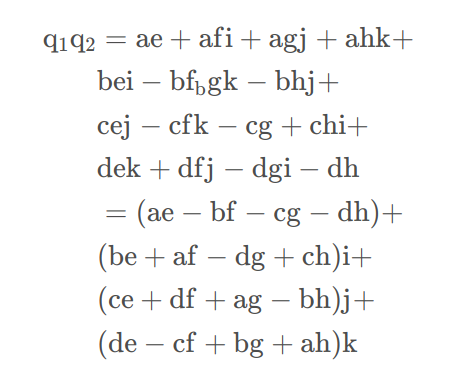 q₁q₂ = ae + afi + agj + ahk+
bei − bf_bgk − bhj+
cej − cfk − cg + chi+
dek + dfj − dgi − dh
= (ae − bf − cg − dh)+
(be + af − dg + ch)i+
(ce + df + ag − bh)j+
(de − cf + bg + ah)k